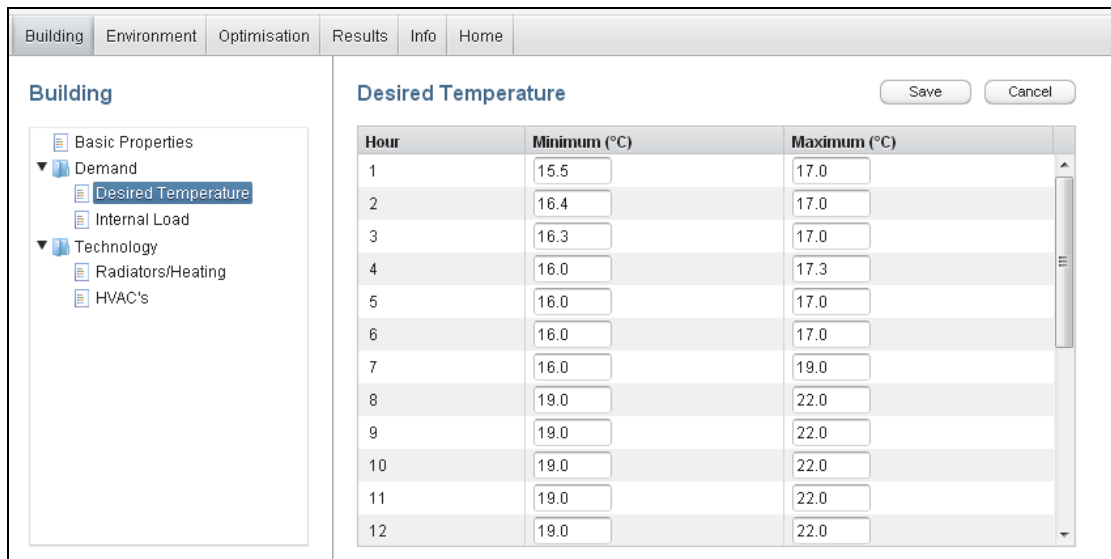 Building Environment Optimisation Results Info Home
Building
Basic Properties
Demand
Desired Temperature
Internal Load
Technology
Radiators/Heating
HVAC's
Desired Temperature Save Cancel
Hour Minimum (°C) Maximum (°C)
1 15.5 17.0
2 16.4 17.0
3 16.3 17.0
4 16.0 17.3
5 16.0 17.0
6 16.0 17.0
7 16.0 19.0
8 19.0 22.0
9 19.0 22.0
10 19.0 22.0
11 19.0 22.0
12 19.0 22.0